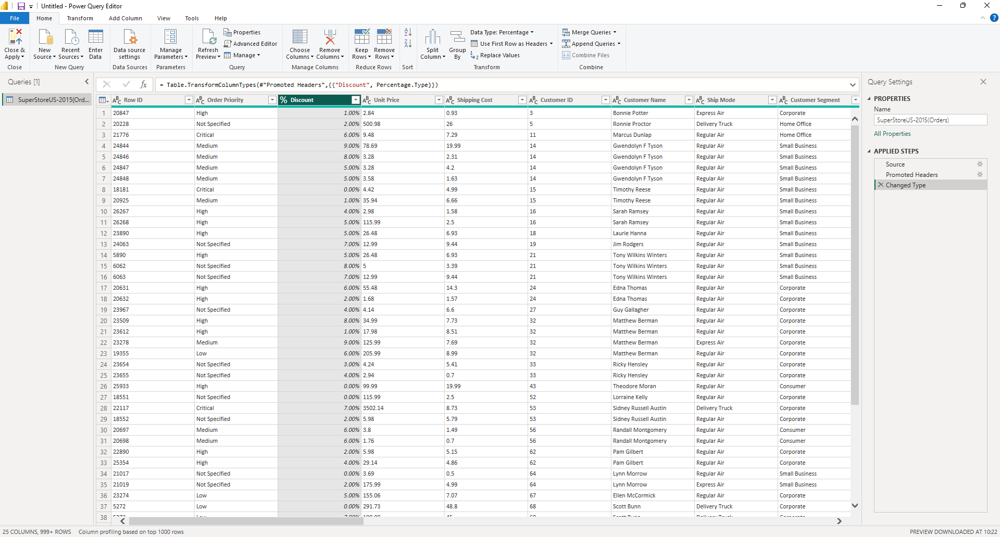 Untitled - Power Query Editor
File Home Transform Add Column View Tools Help
Close & Apply
New Source
Recent Sources
Enter Data
Data source settings
Manage Parameters
Refresh Preview
Properties
Advanced Editor
Manage
Choose Columns
Remove Columns
Keep Rows
Remove Rows
Split Column
Group By
Data Type: Percentage
Use First Row as Headers
Replace Values
Merge Queries
Append Queries
Combine Files
Close New Query Data Sources Parameters Query Manage Columns Reduce Rows Sort Transform Combine
Queries [1]
SuperStoreUS-2015(Ord...
fx = Table.TransformColumnTypes(#"Promoted Headers",{{"Discount", Percentage.Type}})
Row ID Order Priority % Discount Unit Price Shipping Cost Customer ID Customer Name Ship Mode Customer Segment
1 20847 High 1.00% 2.84 0.93 3 Bonnie Potter Express Air Corporate
2 20228 Not Specified 2.00% 500.98 26 5 Ronnie Proctor Delivery Truck Home Office
3 21776 Critical 6.00% 9.48 7.29 11 Marcus Dunlap Regular Air Home Office
4 24844 Medium 9.00% 78.69 19.99 14 Gwendolyn F Tyson Regular Air Small Business
5 24846 Medium 8.00% 3.28 2.31 14 Gwendolyn F Tyson Regular Air Small Business
6 24847 Medium 5.00% 3.28 4.2 14 Gwendolyn F Tyson Regular Air Small Business
7 24848 Medium 5.00% 3.58 1.63 14 Gwendolyn F Tyson Regular Air Small Business
8 18181 Critical 0.00% 4.42 4.99 15 Timothy Reese Regular Air Small Business
9 20925 Medium 1.00% 35.94 6.66 15 Timothy Reese Regular Air Small Business
10 26267 High 4.00% 2.98 1.58 16 Sarah Ramsey Regular Air Small Business
11 26268 High 5.00% 115.99 2.5 16 Sarah Ramsey Regular Air Small Business
12 23890 High 5.00% 26.48 6.93 18 Laurie Hanna Regular Air Small Business
13 24063 Not Specified 7.00% 12.99 9.44 19 Jim Rodgers Regular Air Small Business
14 5890 High 5.00% 26.48 6.93 21 Tony Wilkins Winters Regular Air Small Business
15 6062 Not Specified 8.00% 5 3.39 21 Tony Wilkins Winters Regular Air Small Business
16 6063 Not Specified 7.00% 12.99 9.44 21 Tony Wilkins Winters Regular Air Small Business
17 20631 High 6.00% 55.48 14.3 24 Edna Thomas Regular Air Corporate
18 20632 High 2.00% 1.68 1.57 24 Edna Thomas Regular Air Corporate
19 23967 Not Specified 4.00% 4.14 6.6 27 Guy Gallagher Regular Air Corporate
20 23509 High 8.00% 34.99 7.73 32 Matthew Berman Regular Air Corporate
21 23612 High 1.00% 17.98 8.51 32 Matthew Berman Regular Air Corporate
22 23278 Medium 9.00% 125.99 7.69 32 Matthew Berman Express Air Corporate
23 19355 Low 6.00% 205.99 8.99 32 Matthew Berman Regular Air Corporate
24 23654 Not Specified 3.00% 4.24 5.41 33 Ricky Hensley Regular Air Corporate
25 23655 Not Specified 4.00% 2.94 0.7 33 Ricky Hensley Regular Air Corporate
26 25933 High 0.00% 99.99 19.99 43 Theodore Moran Regular Air Consumer
27 18551 Not Specified 0.00% 115.99 2.5 52 Lorraine Kelly Regular Air Corporate
28 22117 Critical 7.00% 3502.14 8.73 53 Sidney Russell Austin Delivery Truck Corporate
29 18552 Not Specified 2.00% 5.98 5.79 53 Sidney Russell Austin Regular Air Corporate
30 20697 Medium 6.00% 3.8 1.49 56 Randall Montgomery Regular Air Consumer
31 20698 Medium 6.00% 1.76 0.7 56 Randall Montgomery Regular Air Consumer
32 22890 High 2.00% 5.98 5.15 62 Pam Gilbert Regular Air Corporate
33 25354 High 4.00% 29.14 4.86 62 Pam Gilbert Regular Air Corporate
34 21017 Not Specified 0.00% 3.69 0.5 64 Lynn Morrow Regular Air Small Business
35 21019 Not Specified 2.00% 175.99 4.99 64 Lynn Morrow Express Air Small Business
36 23274 Low 5.00% 155.06 7.07 67 Ellen McCormick Regular Air Corporate
37 5272 Low 0.00% 291.73 48.8 68 Scott Bunn Delivery Truck Corporate
38
Query Settings
PROPERTIES
Name
SuperStoreUS-2015(Orders)
All Properties
APPLIED STEPS
Source
Promoted Headers
Changed Type
25 COLUMNS, 999+ ROWS Column profiling based on top 1000 rows
PREVIEW DOWNLOADED AT 10:22